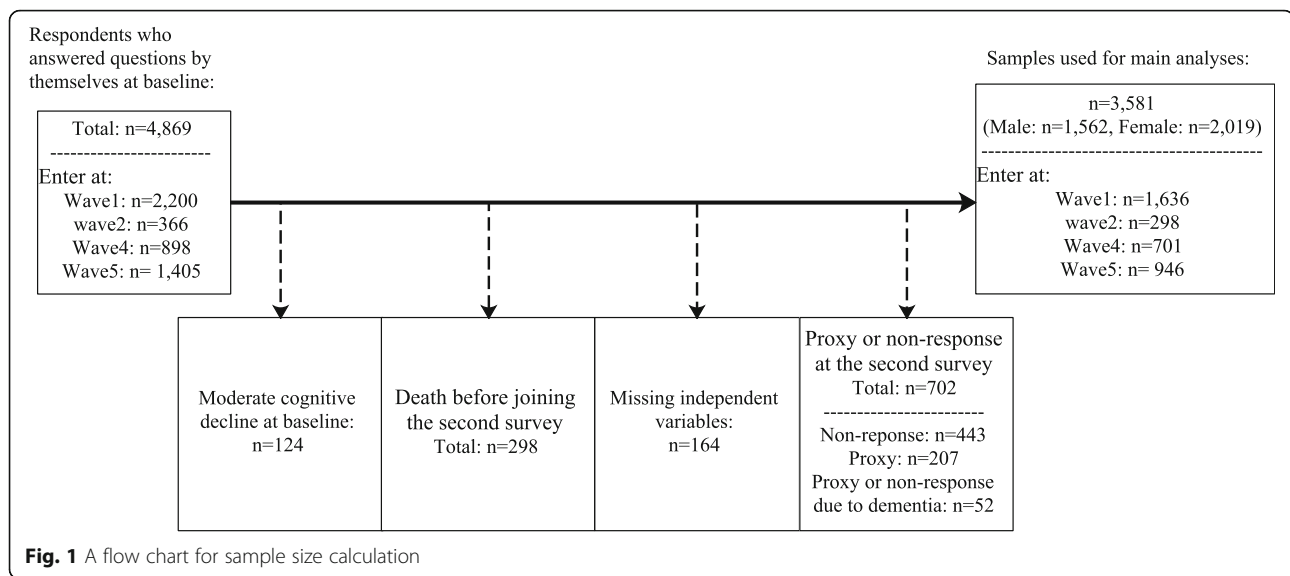 Respondents who
answered questions by
themselves at baseline:
Total: n=4,869
------------------------
Enter at:
Wave1: n=2,200
wave2: n=366
Wave4: n=898
Wave5: n= 1,405
Samples used for main analyses:
n=3,581
(Male: n=1,562, Female: n=2,019)
------------------------------------------
Enter at:
Wave1: n=1,636
wave2: n=298
Wave4: n=701
Wave5: n= 946
Moderate cognitive
decline at baseline:
n=124
Death before joining
the second survey
Total: n=298
Missing independent
variables:
n=164
Proxy or non-response
at the second survey
Total: n=702
------------------------
Non-reponse: n=443
Proxy: n=207
Proxy or non-response
due to dementia: n=52
Fig. 1 A flow chart for sample size calculation